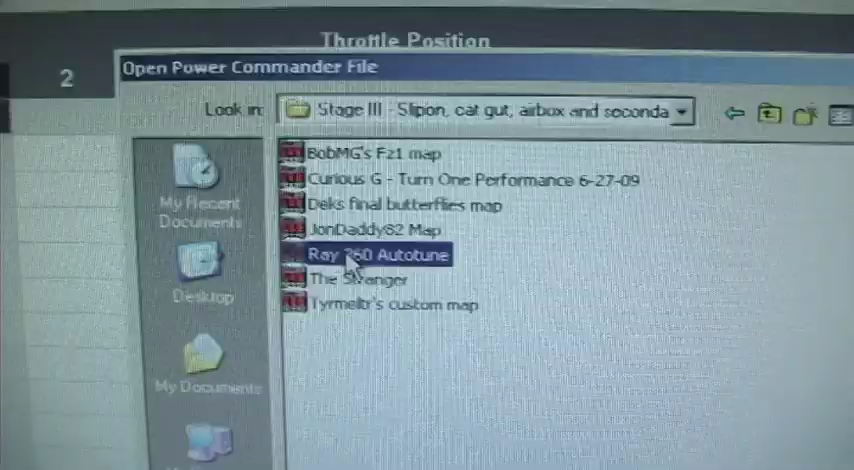 Throttle Position
2
Open Power Commander File
Look in:
Stage III - Slipon, cat gut, airbox and seconda
BobMG's Fz1 map
Curious G - Turn One Performance 6-27-09
Deks final butterflies map
JonDaddy82 Map
Ray 260 Autotune
The Stranger
Tyrmeltr's custom map
My Recent
Documents
Desktop
My Documents